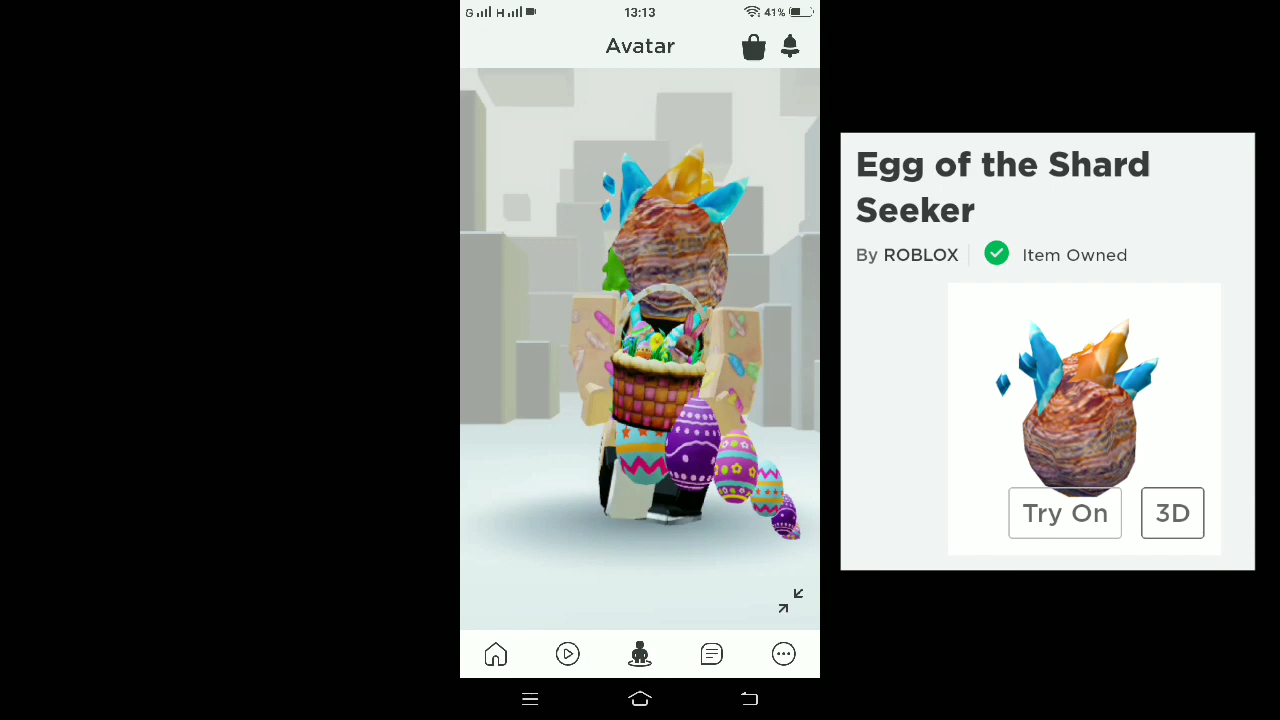 G H 13:13 41%
Avatar
Egg of the Shard
Seeker
By ROBLOX Item Owned
Try On 3D